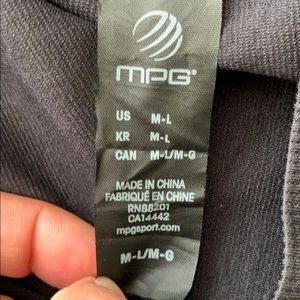 MPG
US M-L
KR M-L
CAN M-L/M-G
MADE IN CHINA
FABRIQUÉ EN CHINE
RN88201
CA14442
mpgsport.com
M-L/M-G